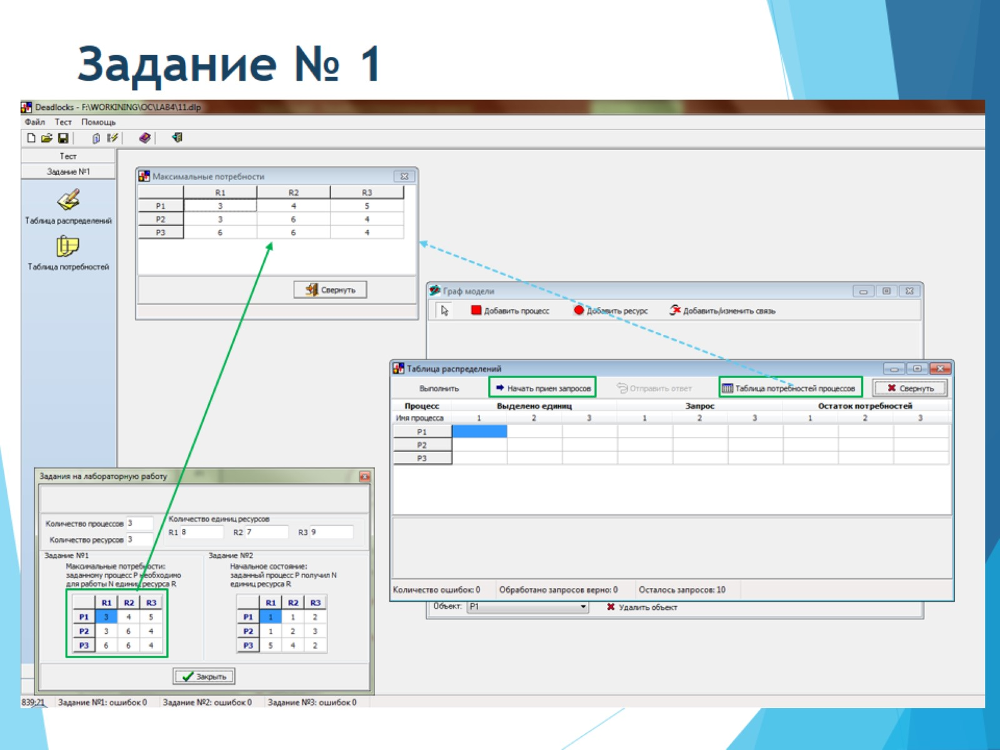 Задание № 1
Deadlocks - F:\WORKINING\OC\LAB4\11.dlp
Файл Тест Помощь
Тест
Задание №1
Таблица распределений
Таблица потребностей
Максимальные потребности
R1 R2 R3
P1 3 4 5
P2 3 6 4
P3 6 6 4
Свернуть
Граф модели
Добавить процесс Добавить ресурс Добавить/изменить связь
Таблица распределений
Выполнить Начать прием запросов Отправить ответ Таблица потребностей процессов Свернуть
Процесс Выделено единиц Запрос Остаток потребностей
Имя процесса 1 2 3 1 2 3 1 2 3
P1
P2
P3
Количество ошибок: 0 Обработано запросов верно: 0 Осталось запросов: 10
Объект: P1 Удалить объект
Задания на лабораторную работу
Количество процессов 3
Количество ресурсов 3
Количество единиц ресурсов
R1 8 R2 7 R3 9
Задание №1
Максимальные потребности:
заданному процесс P необходимо
для работы N единиц ресурса R
R1 R2 R3
P1 3 4 5
P2 3 6 4
P3 6 6 4
Задание №2
Начальное состояние:
заданный процесс P получил N
единиц ресурса R
R1 R2 R3
P1 1 1 2
P2 1 2 3
P3 5 4 2
Закрыть
839:21 Задание №1: ошибок 0 Задание №2: ошибок 0 Задание №3: ошибок 0